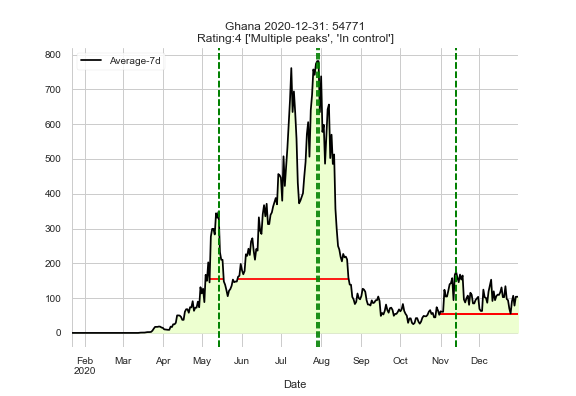 Ghana 2020-12-31: 54771
Rating:4 ['Multiple peaks', 'In control']
Average-7d
800
700
600
500
400
300
200
100
0
Feb Mar Apr May Jun Jul Aug Sep Oct Nov Dec
2020
Date